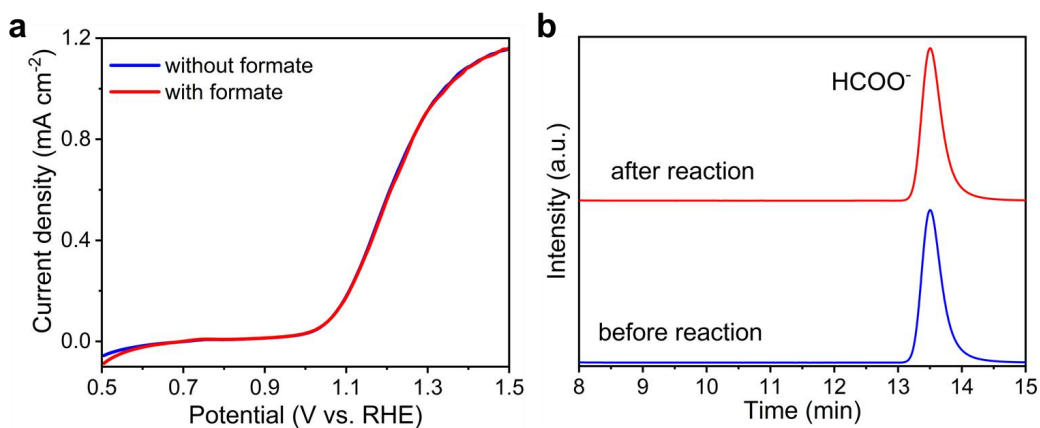 a
1.2
0.8
0.4
0.0
Current density (mA cm⁻²)
without formate
with formate
0.5 0.7 0.9 1.1 1.3 1.5
Potential (V vs. RHE)
b
Intensity (a.u.)
HCOO⁻
after reaction
before reaction
8 9 10 11 12 13 14 15
Time (min)